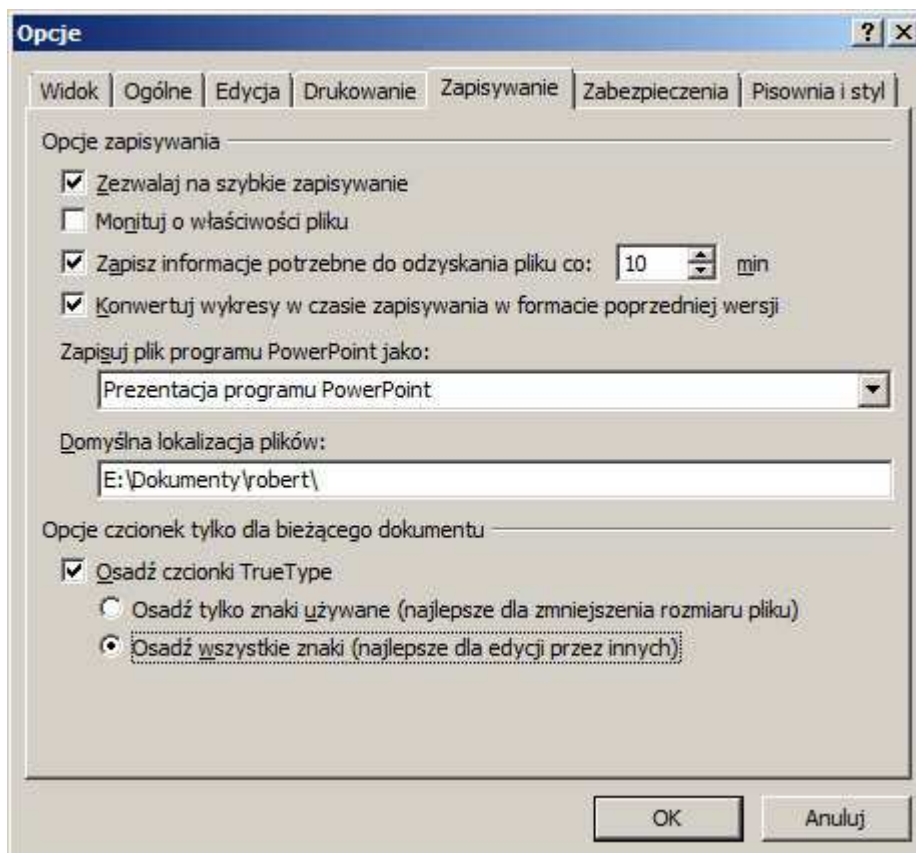 Opcje
Widok Ogólne Edycja Drukowanie Zapisywanie Zabezpieczenia Pisownia i styl
Opcje zapisywania
Zezwalaj na szybkie zapisywanie
Monituj o właściwości pliku
Zapisz informacje potrzebne do odzyskania pliku co: 10 min
Konwertuj wykresy w czasie zapisywania w formacie poprzedniej wersji
Zapisuj plik programu PowerPoint jako:
Prezentacja programu PowerPoint
Domyślna lokalizacja plików:
E:\Dokumenty\robert\
Opcje czcionek tylko dla bieżącego dokumentu
Osadź czcionki TrueType
Osadź tylko znaki używane (najlepsze dla zmniejszenia rozmiaru pliku)
Osadź wszystkie znaki (najlepsze dla edycji przez innych)
OK Anuluj